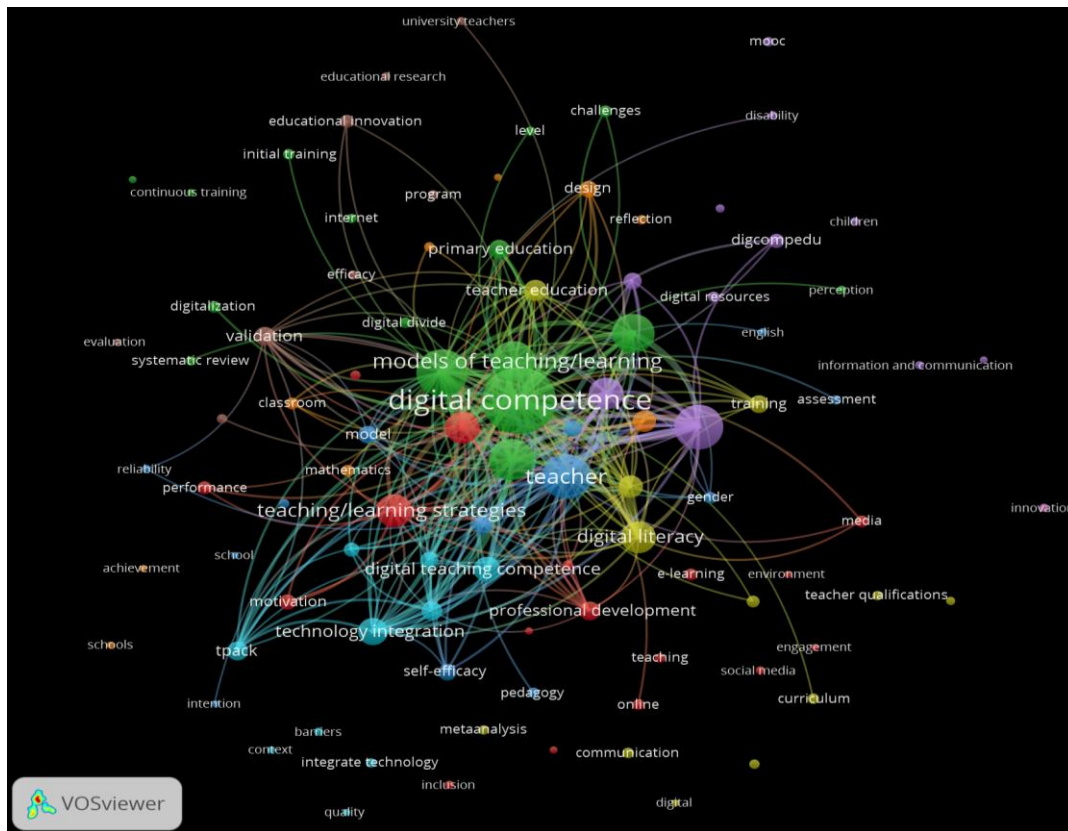 university teachers
mooc
educational research
challenges
disability
educational innovation
level
initial training
continuous training
program
design
internet
reflection
children
primary education
digcompedu
efficacy
teacher education
digital resources
perception
digitalization
digital divide
english
validation
evaluation
systematic review
models of teaching/learning
information and communication
digital competence
classroom
training
assessment
model
reliability
mathematics
teacher
performance
gender
teaching/learning strategies
innovation
media
digital literacy
school
achievement
digital teaching competence
e-learning
environment
motivation
professional development
teacher qualifications
technology integration
schools
tpack
engagement
teaching
self-efficacy
social media
pedagogy
intention
online
curriculum
barriers
metaanalysis
context
communication
integrate technology
inclusion
VOSviewer
quality
digital